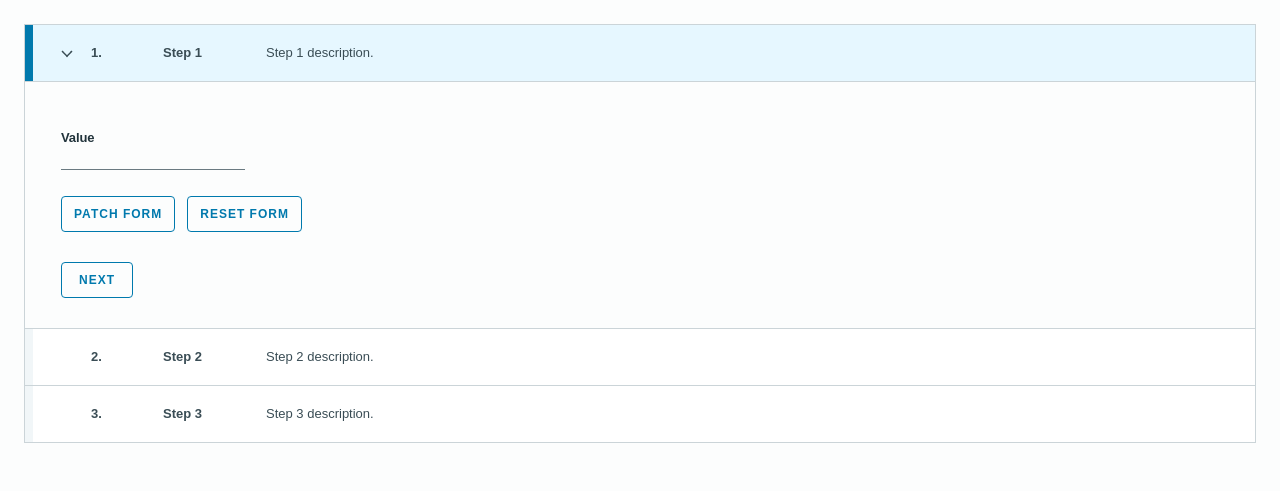 1. Step 1 Step 1 description.
Value
PATCH FORM RESET FORM
NEXT
2. Step 2 Step 2 description.
3. Step 3 Step 3 description.